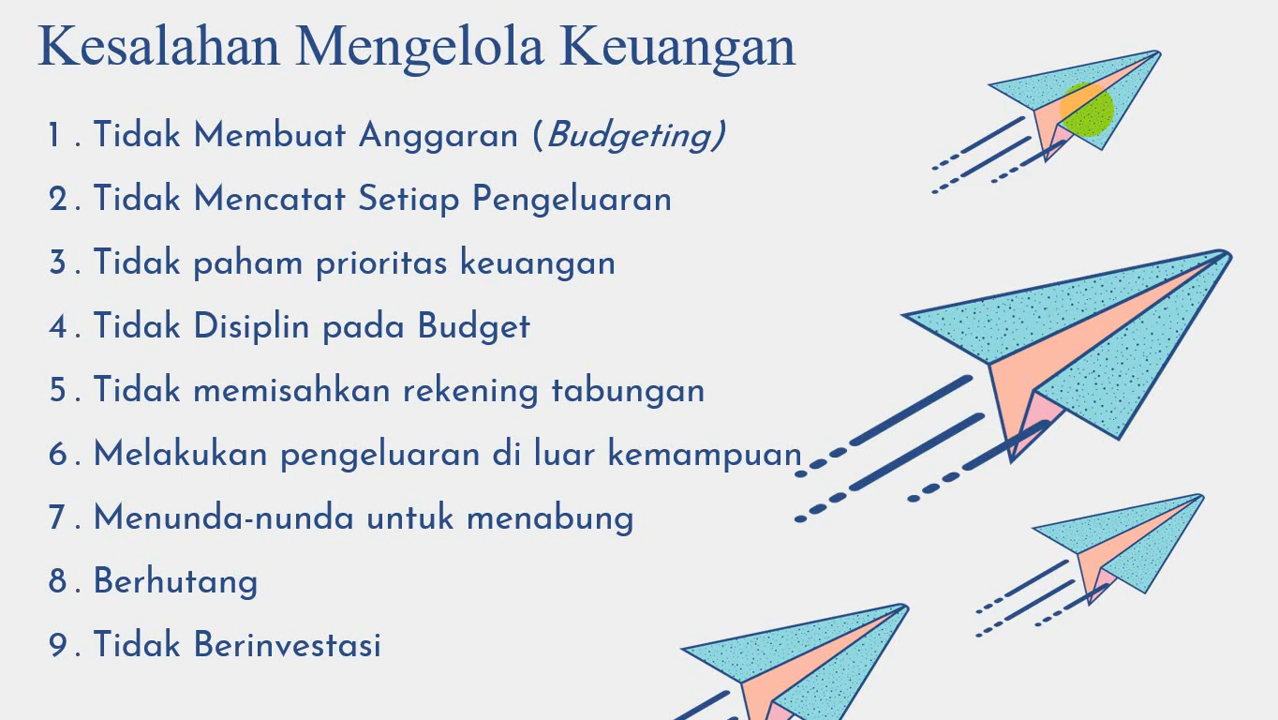 Kesalahan Mengelola Keuangan
1 . Tidak Membuat Anggaran (Budgeting)
2 . Tidak Mencatat Setiap Pengeluaran
3 . Tidak paham prioritas keuangan
4 . Tidak Disiplin pada Budget
5 . Tidak memisahkan rekening tabungan
6 . Melakukan pengeluaran di luar kemampuan
7 . Menunda-nunda untuk menabung
8 . Berhutang
9 . Tidak Berinvestasi